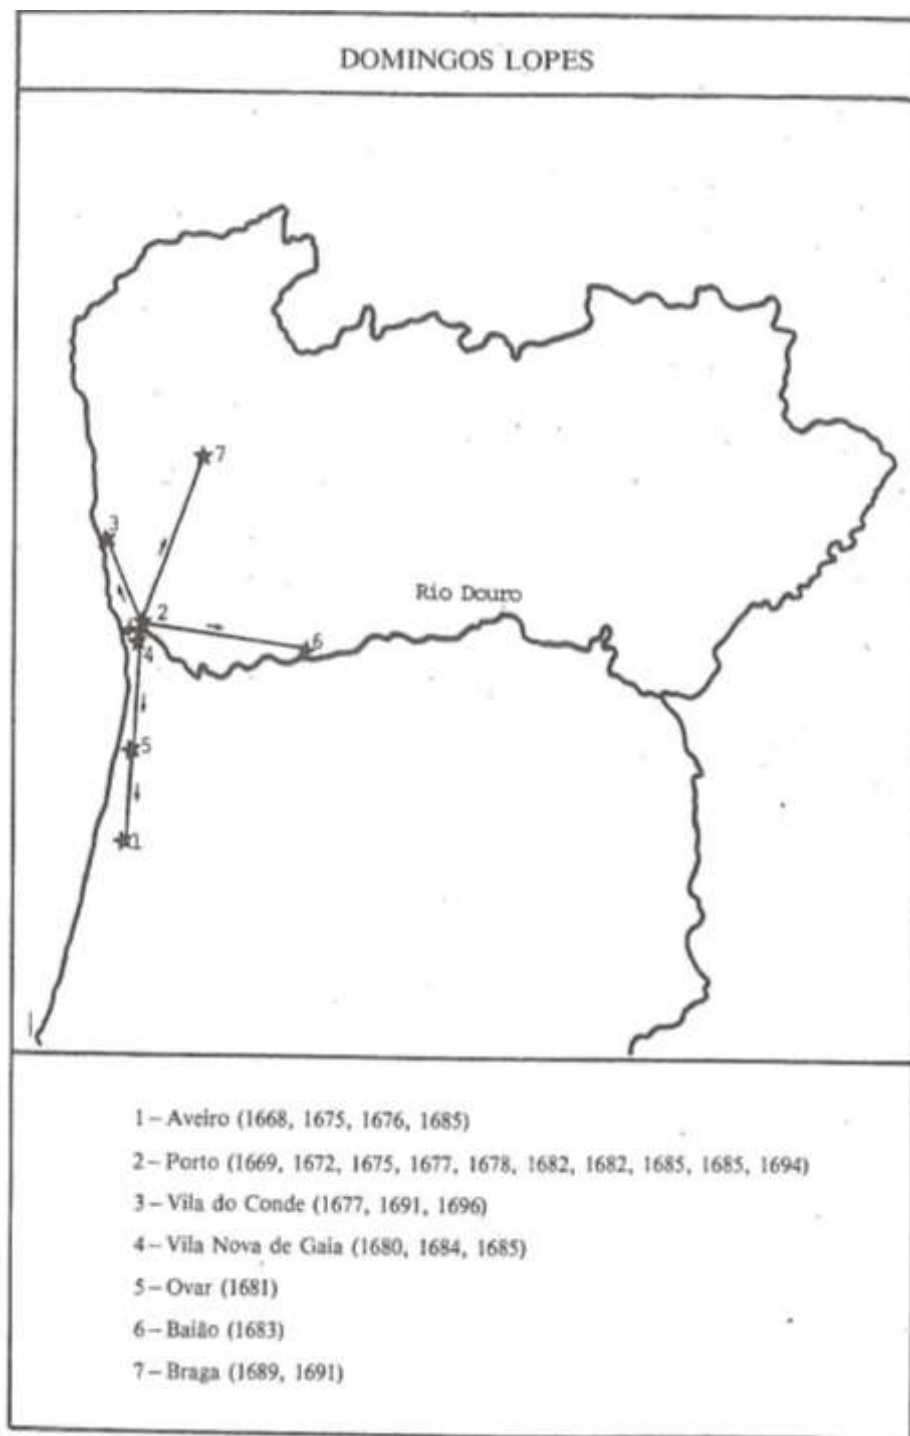 DOMINGOS LOPES
7
3
2
Rio Douro
6
4
5
1
1 – Aveiro (1668, 1675, 1676, 1685)
2 – Porto (1669, 1672, 1675, 1677, 1678, 1682, 1682, 1685, 1685, 1694)
3 – Vila do Conde (1677, 1691, 1696)
4 – Vila Nova de Gaia (1680, 1684, 1685)
5 – Ovar (1681)
6 – Baião (1683)
7 – Braga (1689, 1691)